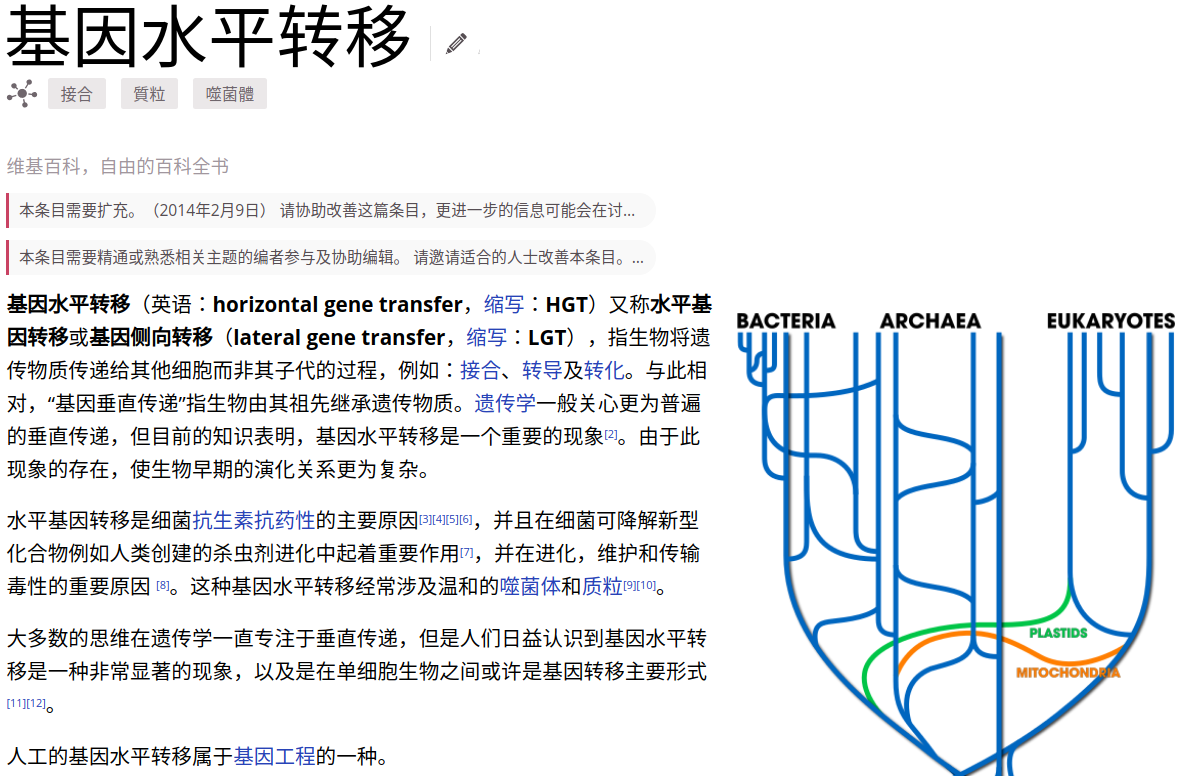 基因水平转移
接合 質粒 噬菌體
维基百科，自由的百科全书
本条目需要扩充。（2014年2月9日） 请协助改善这篇条目，更进一步的信息可能会在讨...
本条目需要精通或熟悉相关主题的编者参与及协助编辑。 请邀请适合的人士改善本条目。...
基因水平转移（英语：horizontal gene transfer，缩写：HGT）又称水平基
因转移或基因侧向转移（lateral gene transfer，缩写：LGT），指生物将遗
传物质传递给其他细胞而非其子代的过程，例如：接合、转导及转化。与此相
对，“基因垂直传递”指生物由其祖先继承遗传物质。遗传学一般关心更为普遍
的垂直传递，但目前的知识表明，基因水平转移是一个重要的现象[2]。由于此
现象的存在，使生物早期的演化关系更为复杂。
水平基因转移是细菌抗生素抗药性的主要原因[3][4][5][6]，并且在细菌可降解新型
化合物例如人类创建的杀虫剂进化中起着重要作用[7]，并在进化，维护和传输
毒性的重要原因 [8]。这种基因水平转移经常涉及温和的噬菌体和质粒[9][10]。
大多数的思维在遗传学一直专注于垂直传递，但是人们日益认识到基因水平转
移是一种非常显著的现象，以及是在单细胞生物之间或许是基因转移主要形式
[11][12]。
人工的基因水平转移属于基因工程的一种。
BACTERIA ARCHAEA EUKARYOTES
PLASTIDS
MITOCHONDRIA